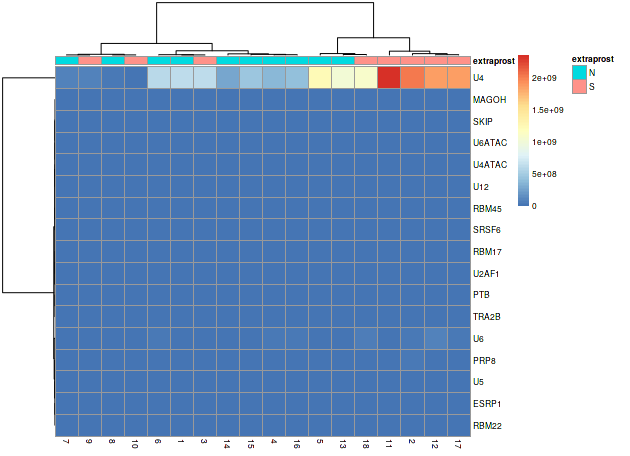 extraprost
extraprost
N
S
U4
MAGOH
SKIP
U6ATAC
U4ATAC
U12
RBM45
SRSF6
RBM17
U2AF1
PTB
TRA2B
U6
PRP8
U5
ESRP1
RBM22
2e+09
1.5e+09
1e+09
5e+08
0
7 9 8 10 6 1 3 14 15 4 16 5 13 18 11 2 12 17